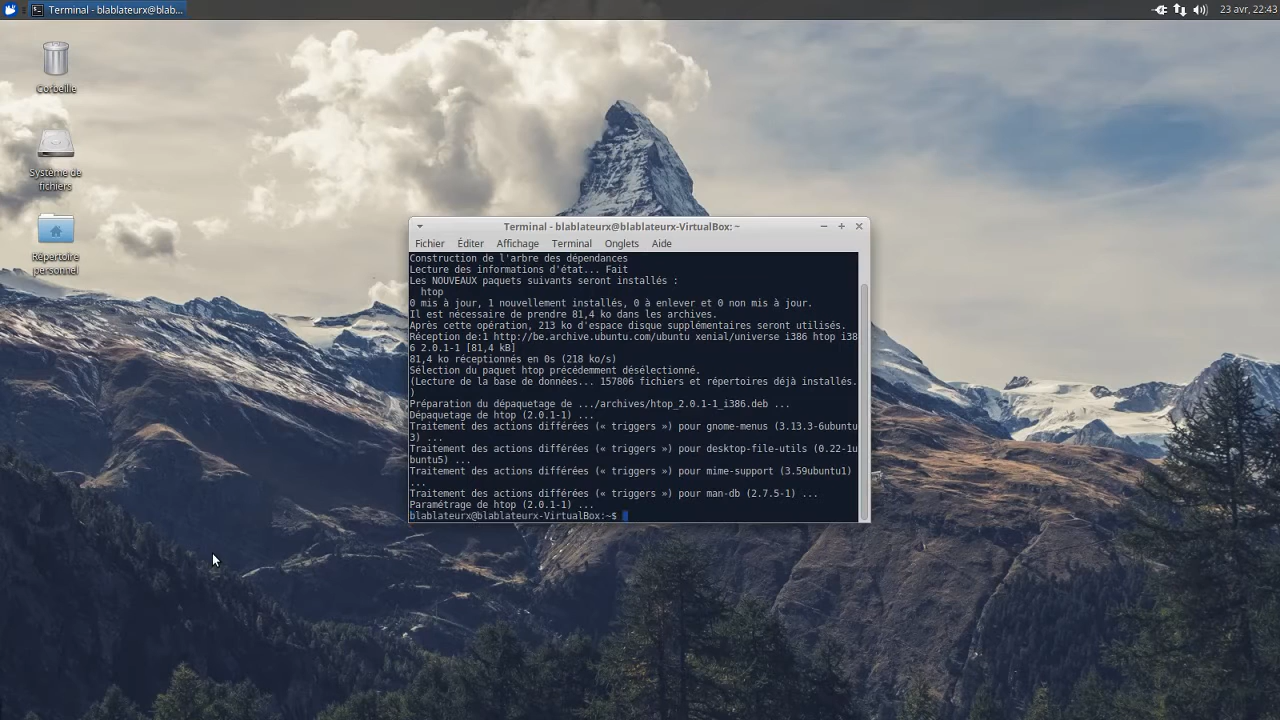 Terminal - blablateurx@blab...
23 avr, 22:43
Corbeille
Système de
fichiers
Répertoire
personnel
Terminal - blablateurx@blablateurx-VirtualBox: ~
Fichier Éditer Affichage Terminal Onglets Aide
Construction de l'arbre des dépendances
Lecture des informations d'état... Fait
Les NOUVEAUX paquets suivants seront installés :
htop
0 mis à jour, 1 nouvellement installés, 0 à enlever et 0 non mis à jour.
Il est nécessaire de prendre 81,4 ko dans les archives.
Après cette opération, 213 ko d'espace disque supplémentaires seront utilisés.
Réception de:1 http://be.archive.ubuntu.com/ubuntu xenial/universe i386 htop i38
6 2.0.1-1 [81,4 kB]
81,4 ko réceptionnés en 0s (218 ko/s)
Sélection du paquet htop précédemment désélectionné.
(Lecture de la base de données... 157806 fichiers et répertoires déjà installés.
)
Préparation du dépaquetage de .../archives/htop_2.0.1-1_i386.deb ...
Dépaquetage de htop (2.0.1-1) ...
Traitement des actions différées (« triggers ») pour gnome-menus (3.13.3-6ubuntu
3) ...
Traitement des actions différées (« triggers ») pour desktop-file-utils (0.22-1u
buntu5) ...
Traitement des actions différées (« triggers ») pour mime-support (3.59ubuntu1)
...
Traitement des actions différées (« triggers ») pour man-db (2.7.5-1) ...
Paramétrage de htop (2.0.1-1) ...
blablateurx@blablateurx-VirtualBox:~$